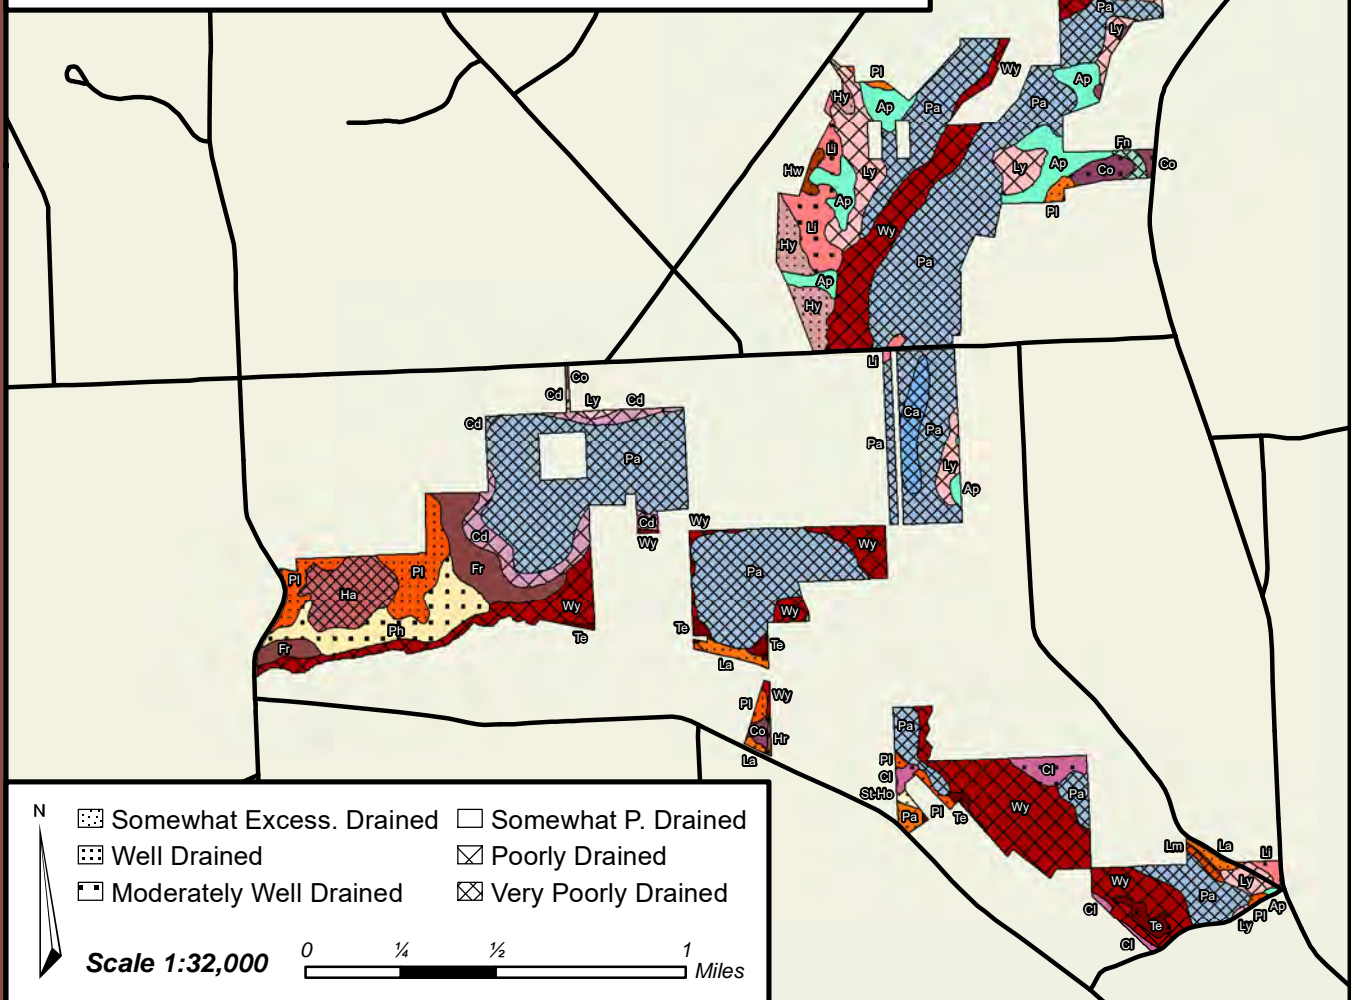 Pa
Ly
Pl
Wy
Ap
Hy
Ap
Pa
Pa
Li
Fn
Hw
Ly
Ly
Ap
Co
Co
Ap
Pl
Li
Wy
Hy
Pa
Ap
Hy
Li
Co
Cd
Ly
Cd
Cd
Ca
Pa
Pa
Pa
Ly
Ap
Cd
Wy
Wy
Cd
Wy
Pl
Pl
Fr
Pa
Ha
Wy
Wy
Ph
Te
Te
Te
Fr
La
Wy
Pl
Co
Hr
La
Pa
Pl
Cl
Cl
St-Ho
Pa
Wy
Pa
Pl
Te
Lm
La
Li
Wy
Ly
Pa
Cl
Ap
Pl
Te
Ly
Cl
N
Somewhat Excess. Drained
Somewhat P. Drained
Well Drained
Poorly Drained
Moderately Well Drained
Very Poorly Drained
Scale 1:32,000
0 ¼ ½ 1
Miles